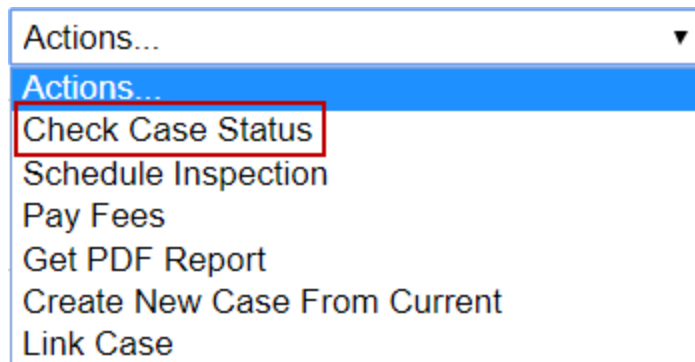 Actions...
Actions...
Check Case Status
Schedule Inspection
Pay Fees
Get PDF Report
Create New Case From Current
Link Case